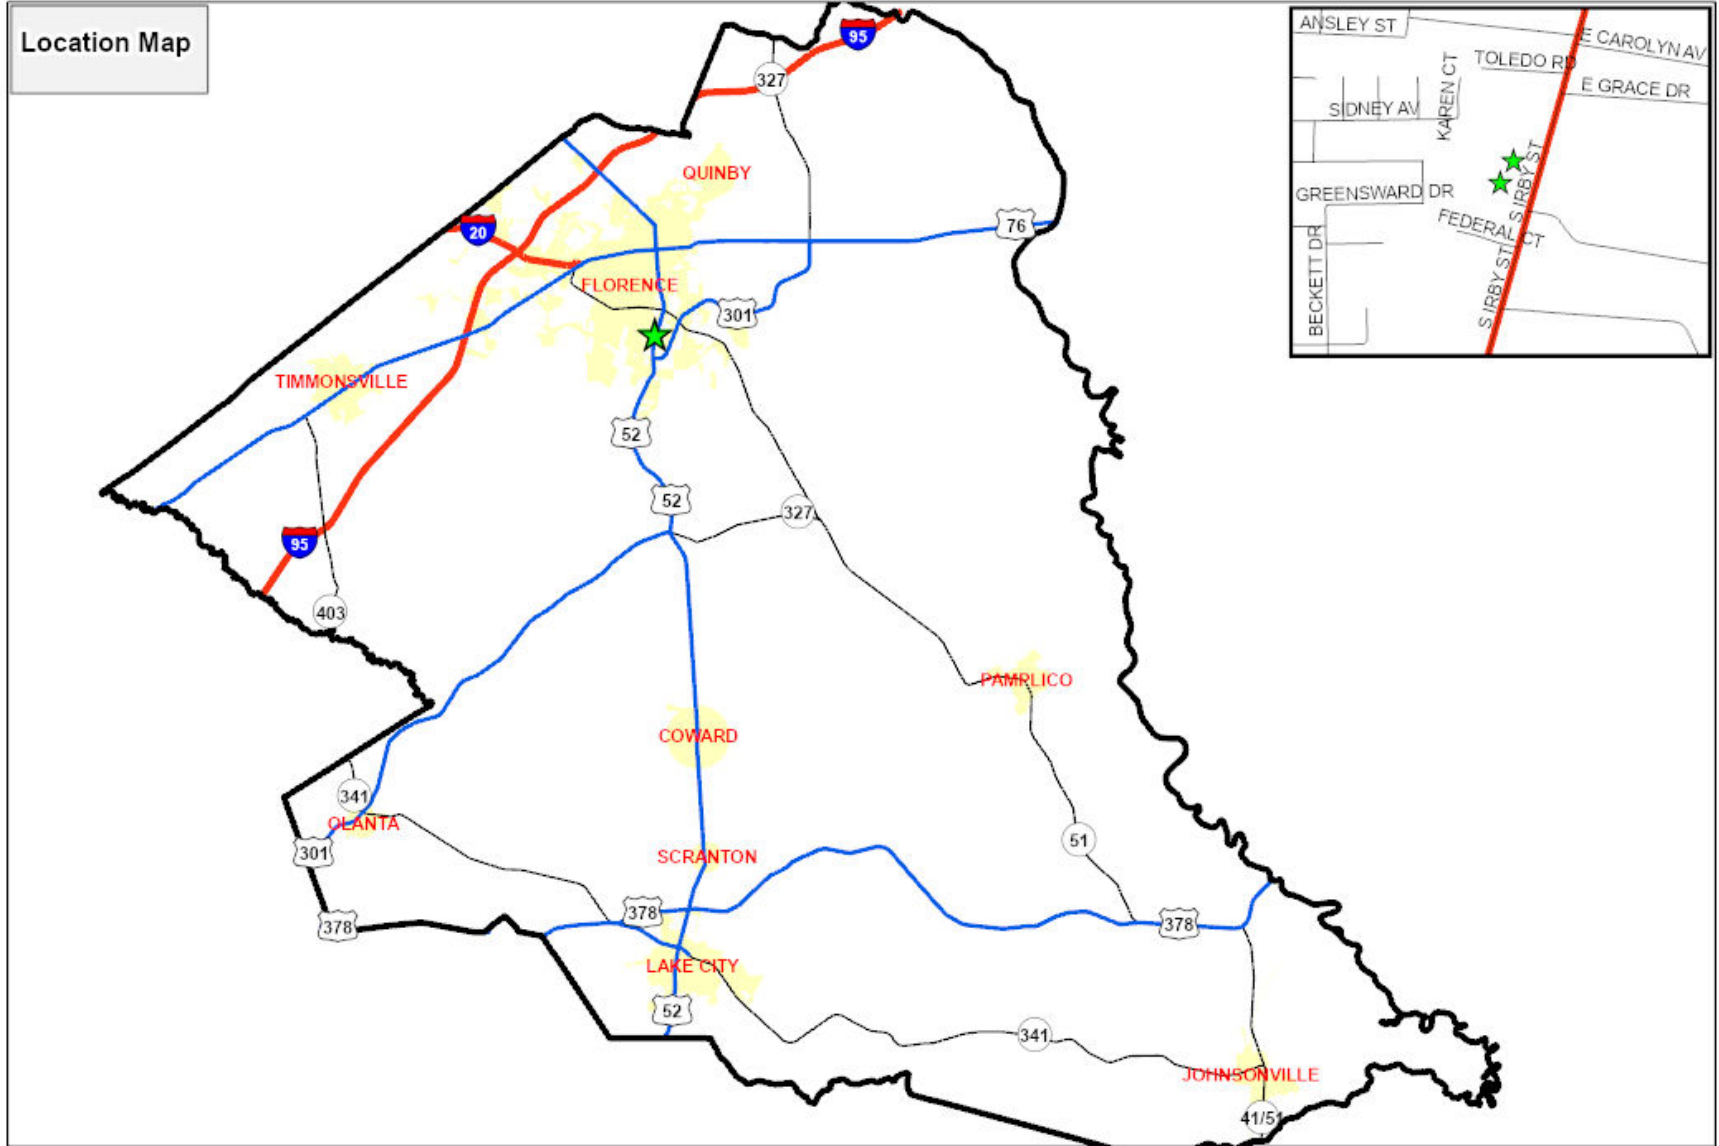 Location Map
95
327
QUINBY
20
76
FLORENCE
301
TIMMONSVILLE
52
52
327
95
403
PAMPLICO
COWARD
341
OLANTA
301
SCRANTON
51
378
378
378
LAKE CITY
52
341
JOHNSONVILLE
41/51
ANSLEY ST
E CAROLYN AV
TOLEDO RD
KAREN CT
E GRACE DR
SIDNEY AV
S IRBY ST
GREENSWARD DR
FEDERAL CT
BECKETT DR
S IRBY ST